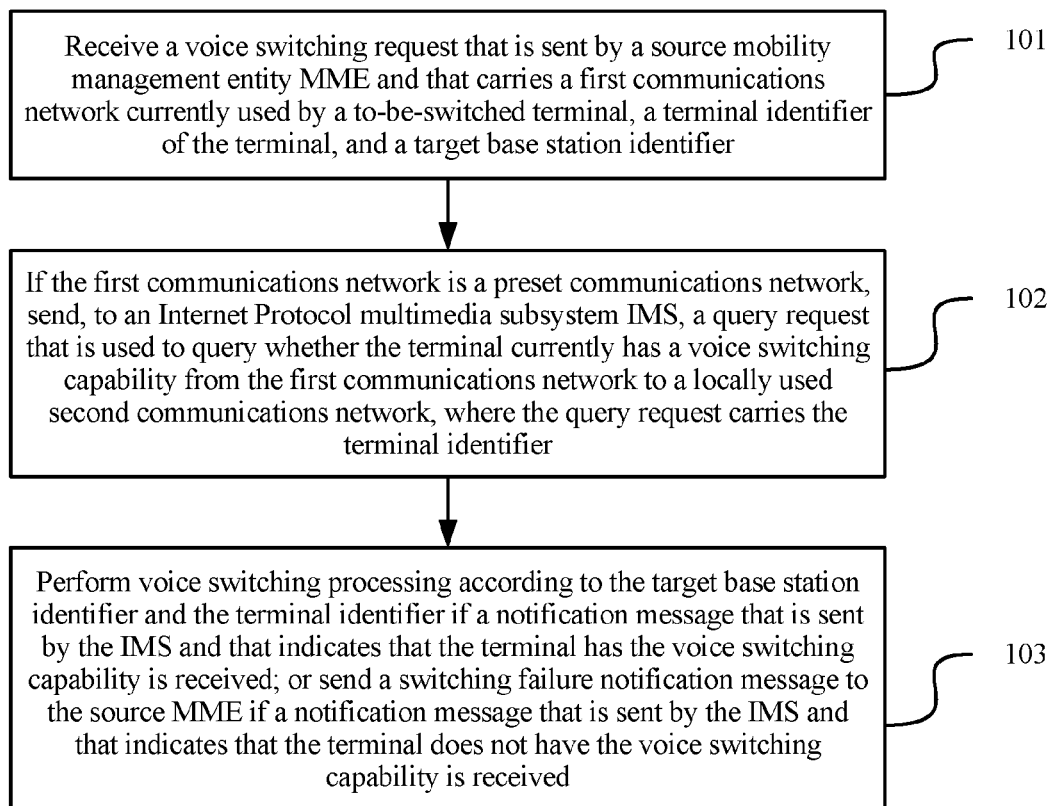 Receive a voice switching request that is sent by a source mobility
management entity MME and that carries a first communications
network currently used by a to-be-switched terminal, a terminal identifier
of the terminal, and a target base station identifier
101
If the first communications network is a preset communications network,
send, to an Internet Protocol multimedia subsystem IMS, a query request
that is used to query whether the terminal currently has a voice switching
capability from the first communications network to a locally used
second communications network, where the query request carries the
terminal identifier
102
Perform voice switching processing according to the target base station
identifier and the terminal identifier if a notification message that is sent
by the IMS and that indicates that the terminal has the voice switching
capability is received; or send a switching failure notification message to
the source MME if a notification message that is sent by the IMS and
that indicates that the terminal does not have the voice switching
capability is received
103